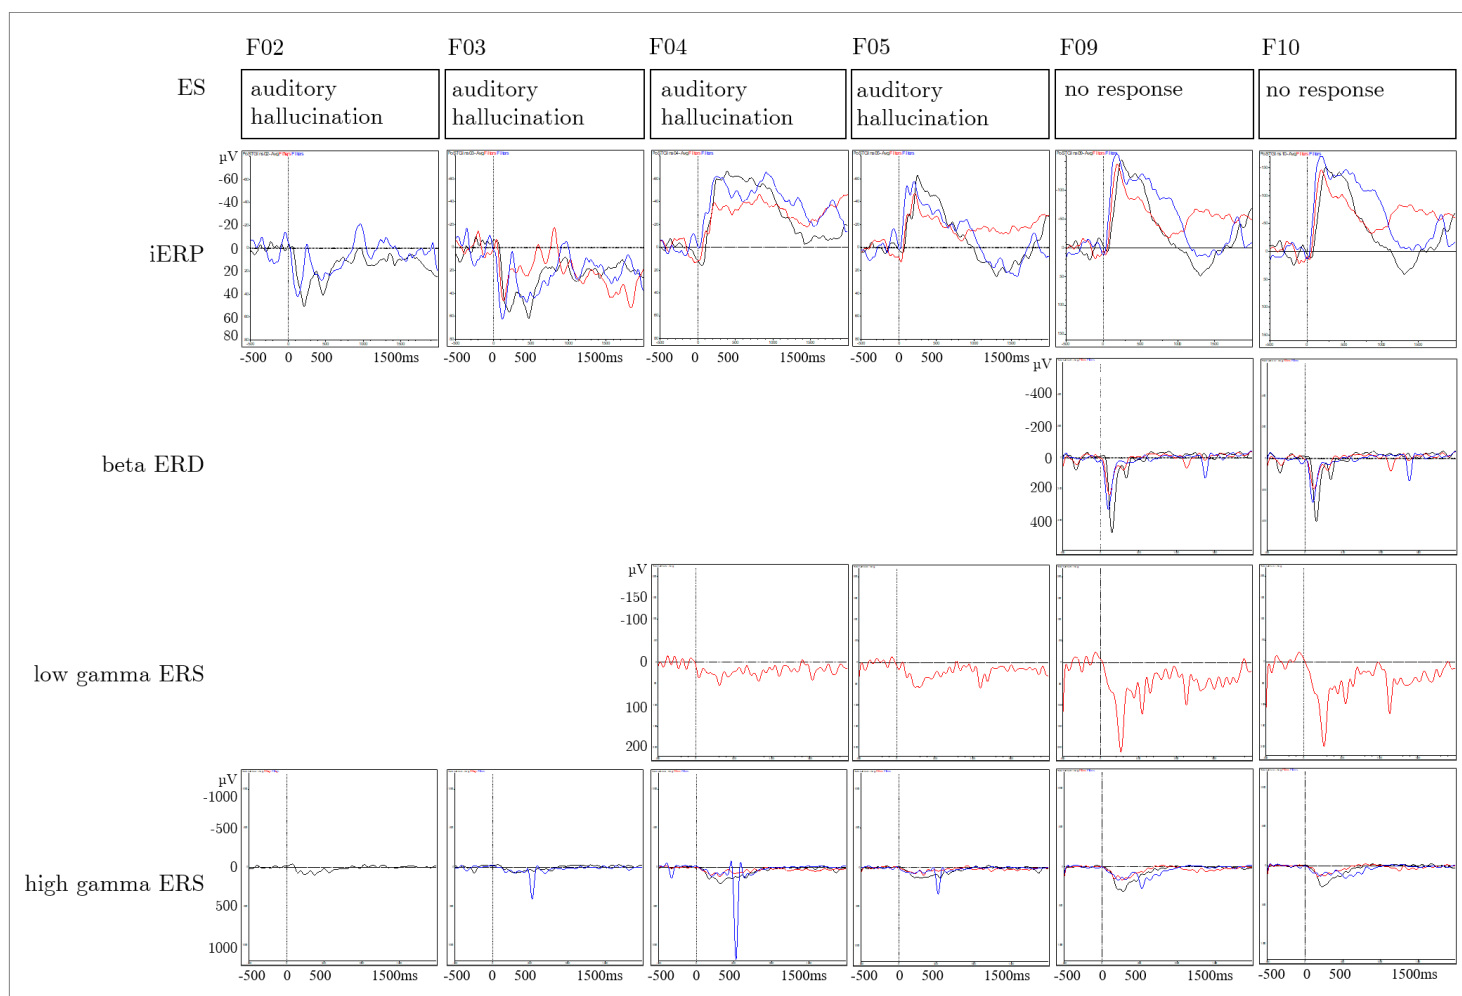 F02 F03 F04 F05 F09 F10
ES
auditory hallucination
auditory hallucination
auditory hallucination
auditory hallucination
no response
no response
iERP
µV
-60
-40
-20
0
20
40
60
80
-500 0 500 1500ms
-500 0 500 1500ms
-500 0 500 1500ms
-500 0 500 1500ms
beta ERD
µV
-400
-200
0
200
400
low gamma ERS
µV
-150
-100
0
100
200
high gamma ERS
µV
-1000
-500
0
500
1000
-500 0 500 1500ms
-500 0 500 1500ms
-500 0 500 1500ms
-500 0 500 1500ms
-500 0 500 1500ms
-500 0 500 1500ms